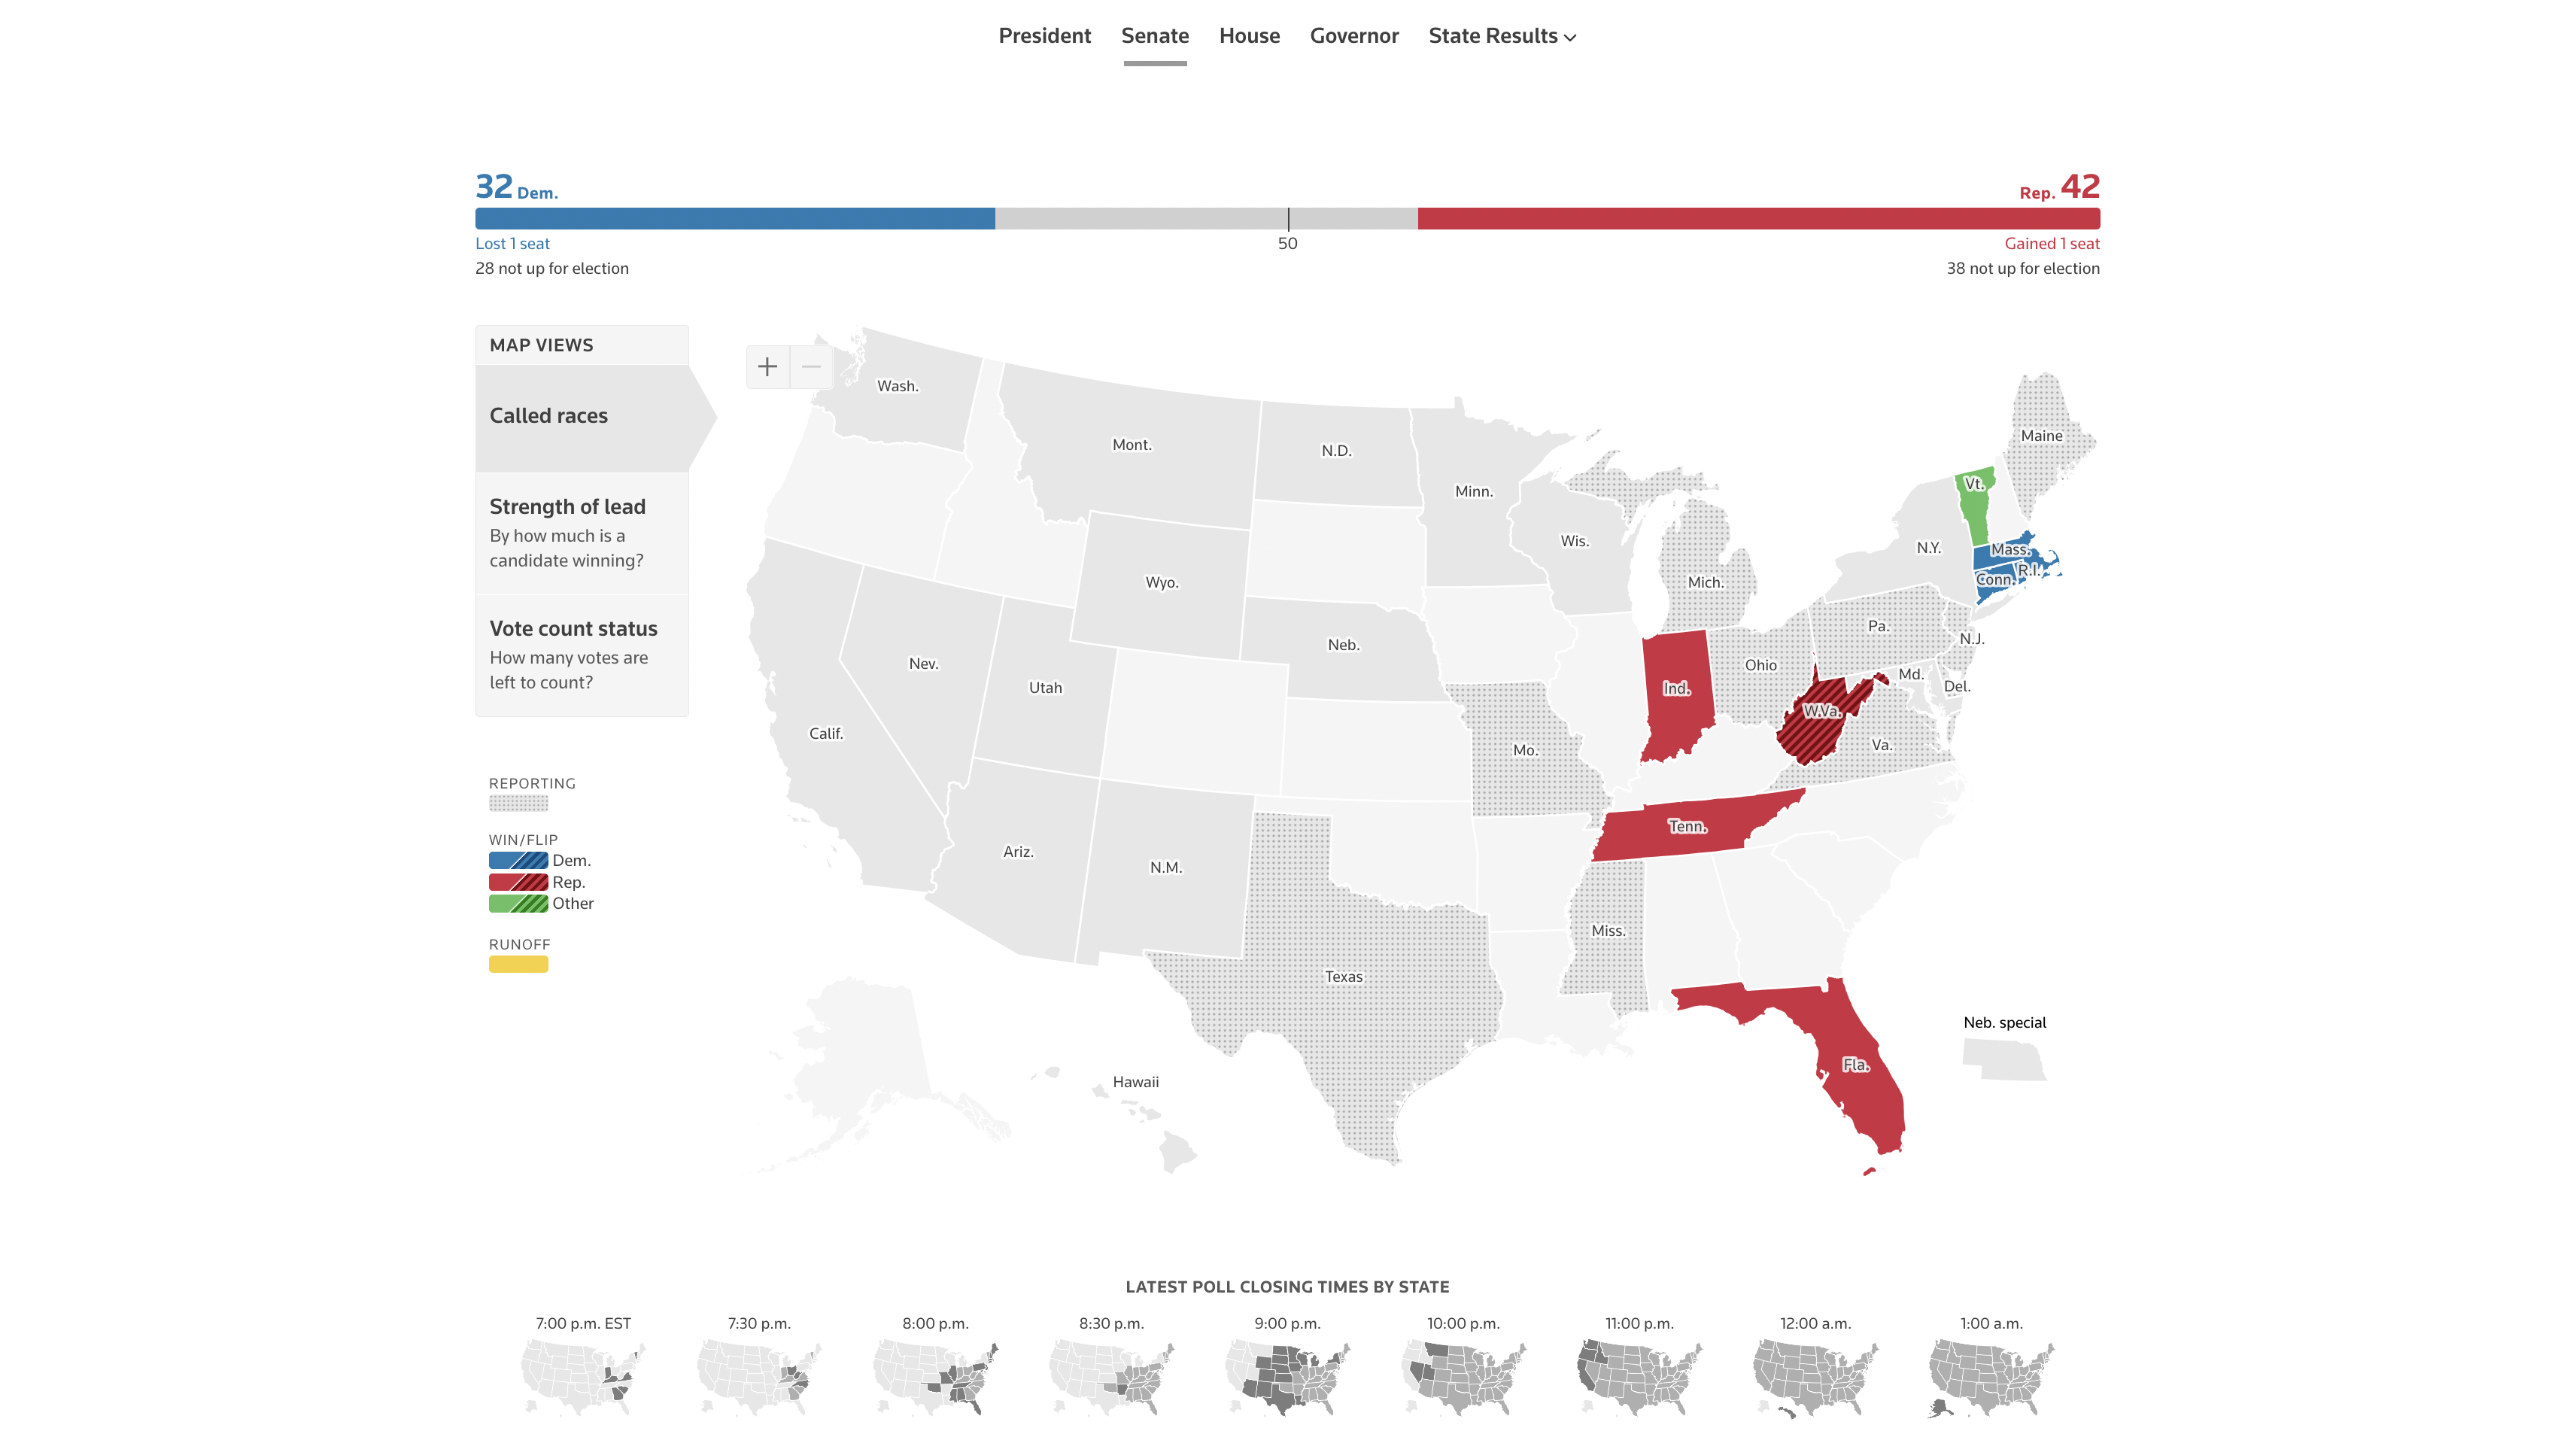 President Senate House Governor State Results
32 Dem. Rep. 42
Lost 1 seat 50 Gained 1 seat
28 not up for election 38 not up for election
MAP VIEWS
Called races
Strength of lead
By how much is a
candidate winning?
Vote count status
How many votes are
left to count?
REPORTING
WIN/FLIP
Dem.
Rep.
Other
RUNOFF
Wash.
Mont.
N.D.
Minn.
Wis.
Mich.
Maine
Vt.
N.Y.
Mass.
R.I.
Conn.
Wyo.
Neb.
Pa.
N.J.
Ohio
Md.
Del.
Nev.
Utah
Ind.
W.Va.
Va.
Calif.
Mo.
Tenn.
Ariz.
N.M.
Miss.
Texas
Neb. special
Fla.
Hawaii
LATEST POLL CLOSING TIMES BY STATE
7:00 p.m. EST 7:30 p.m. 8:00 p.m. 8:30 p.m. 9:00 p.m. 10:00 p.m. 11:00 p.m. 12:00 a.m. 1:00 a.m.